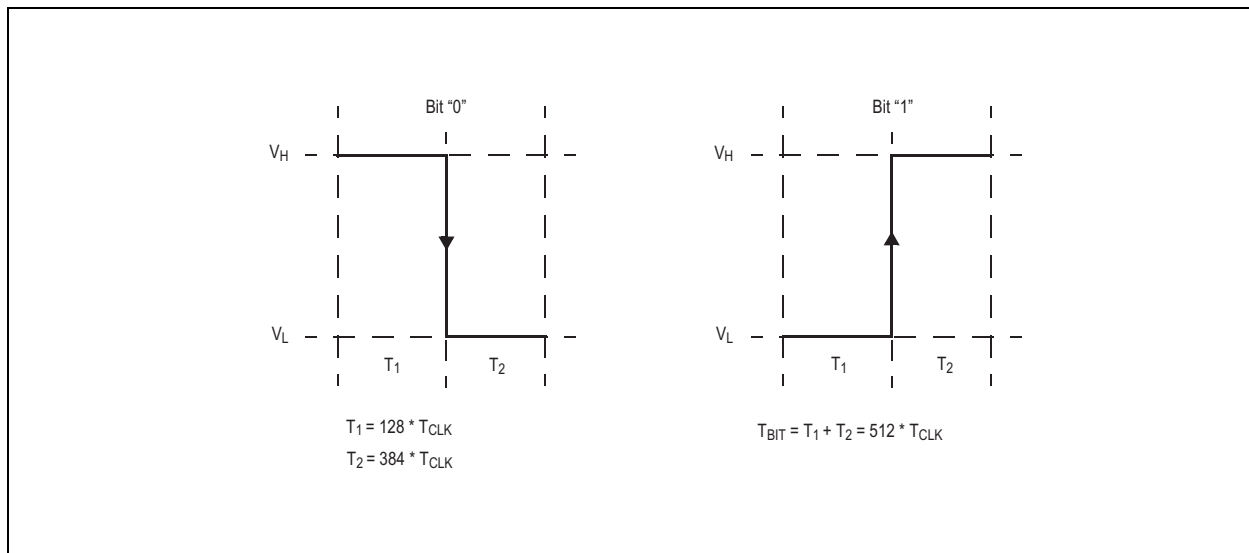 Bit “0”
VH
VL
T1
T2
T1 = 128 * TCLK
T2 = 384 * TCLK
Bit “1”
VH
VL
T1
T2
TBIT = T1 + T2 = 512 * TCLK